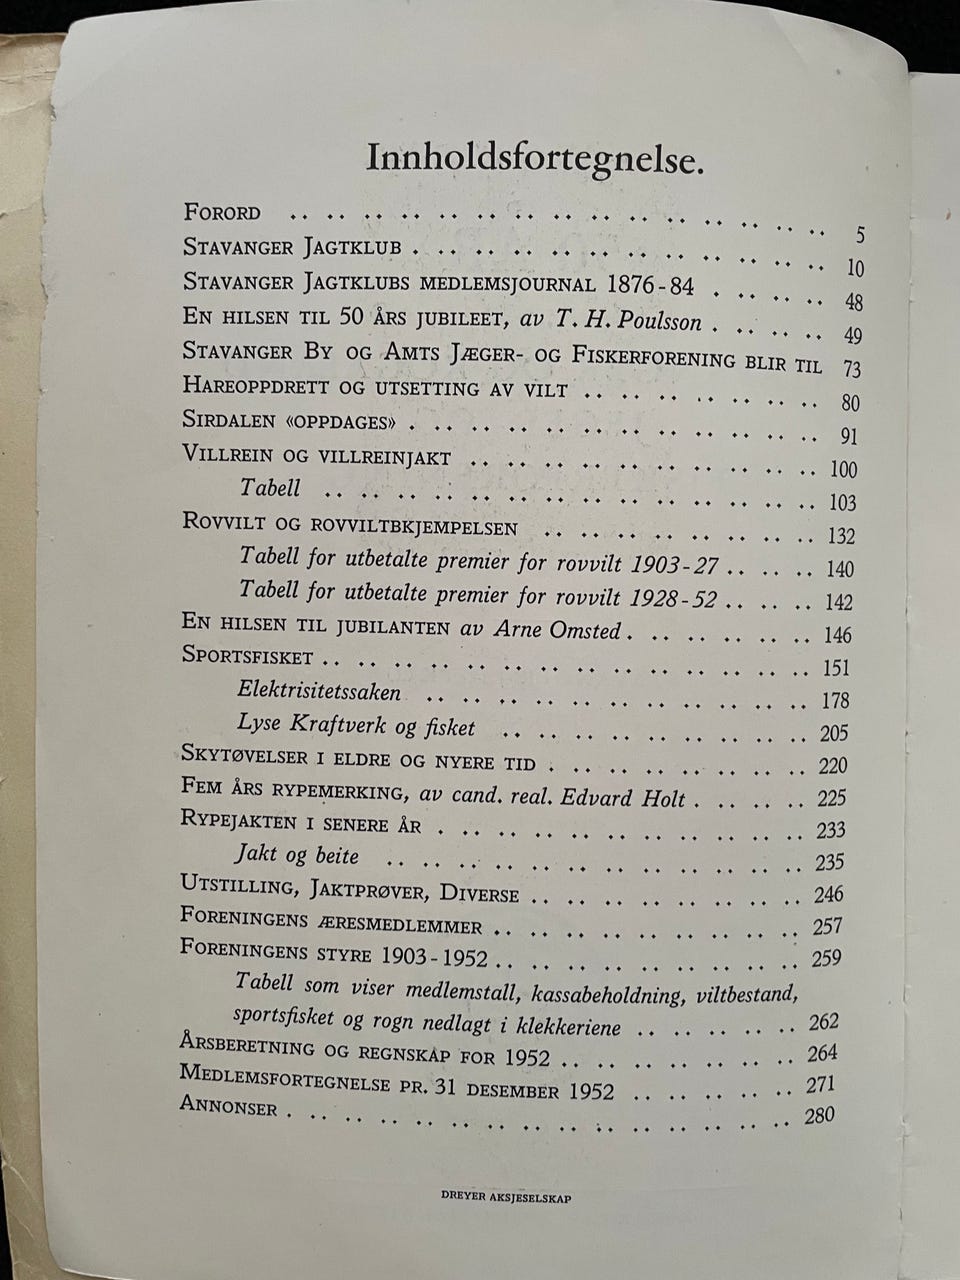 Innholdsfortegnelse.
Forord .. .. .. .. .. .. .. .. .. .. .. .. .. .. .. 5
Stavanger Jagtklub . .. .. .. .. .. .. .. .. .. .. .. 10
Stavanger Jagtklubs medlemsjournal 1876-84 . .. .. .. 48
En hilsen til 50 års jubileet, av T. H. Poulsson . .. .. .. 49
Stavanger By og Amts Jæger- og Fiskerforening blir til 73
Hareoppdrett og utsetting av vilt .. .. .. .. .. .. .. 80
Sirdalen «oppdages» . .. .. .. .. .. .. .. .. .. .. .. 91
Villrein og villreinjakt .. .. .. .. .. .. .. .. .. .. 100
Tabell .. .. .. .. .. .. .. .. .. .. .. .. .. .. 103
Rovvilt og rovviltbkjempelsen .. .. .. .. .. .. .. .. 132
Tabell for utbetalte premier for rovvilt 1903-27 .. .. .. 140
Tabell for utbetalte premier for rovvilt 1928-52 .. .. .. 142
En hilsen til jubilanten av Arne Omsted . .. .. .. .. .. 146
Sportsfisket .. .. .. .. .. .. .. .. .. .. .. .. .. .. 151
Elektrisitetssaken .. .. .. .. .. .. .. .. .. .. .. 178
Lyse Kraftverk og fisket .. .. .. .. .. .. .. .. .. 205
Skytøvelser i eldre og nyere tid . .. .. .. .. .. .. .. 220
Fem års rypemerking, av cand. real. Edvard Holt . .. .. .. 225
Rypejakten i senere år . .. .. .. .. .. .. .. .. .. .. 233
Jakt og beite .. .. .. .. .. .. .. .. .. .. .. .. 235
Utstilling, Jaktprøver, Diverse .. .. .. .. .. .. .. .. 246
Foreningens æresmedlemmer .. .. .. .. .. .. .. .. .. 257
Foreningens styre 1903-1952 .. .. .. .. .. .. .. .. .. 259
Tabell som viser medlemstall, kassabeholdning, viltbestand,
sportsfisket og rogn nedlagt i klekkeriene .. .. .. .. .. 262
Årsberetning og regnskap for 1952 .. .. .. .. .. .. .. 264
Medlemsfortegnelse pr. 31 desember 1952 .. .. .. .. .. 271
Annonser . .. .. .. .. .. .. .. .. .. .. .. .. .. .. 280
DREYER AKSJESELSKAP